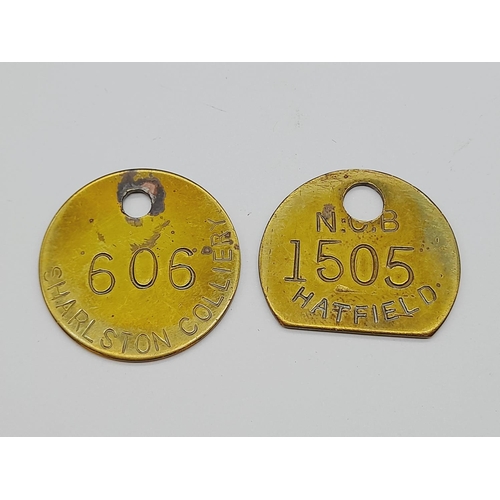 606
SHARLSTON COLLIERY
N.C.B
1505
HATFIELD